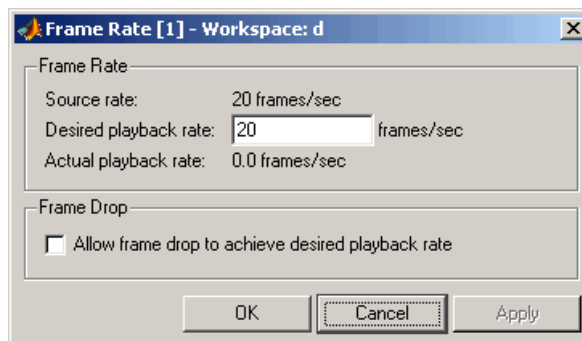 Frame Rate [1] - Workspace: d
Frame Rate
Source rate: 20 frames/sec
Desired playback rate: 20 frames/sec
Actual playback rate: 0.0 frames/sec
Frame Drop
Allow frame drop to achieve desired playback rate
OK Cancel Apply